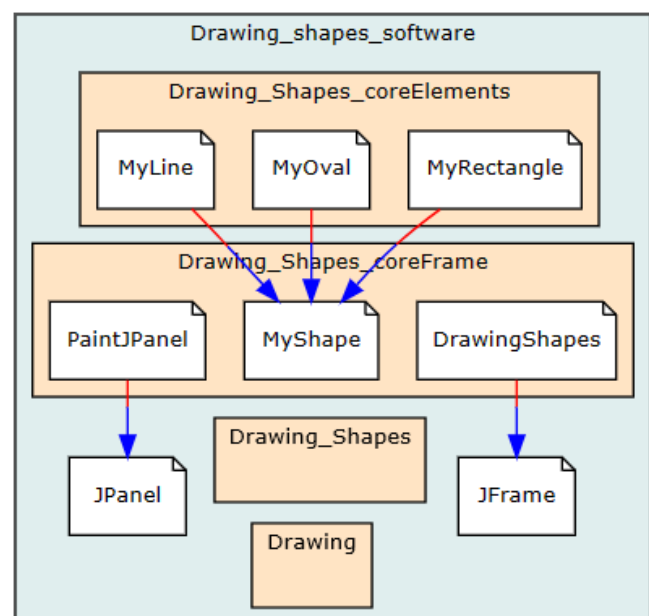 Drawing_shapes_software
Drawing_Shapes_coreElements
MyLine
MyOval
MyRectangle
Drawing_Shapes_coreFrame
PaintJPanel
MyShape
DrawingShapes
Drawing_Shapes
JPanel
JFrame
Drawing